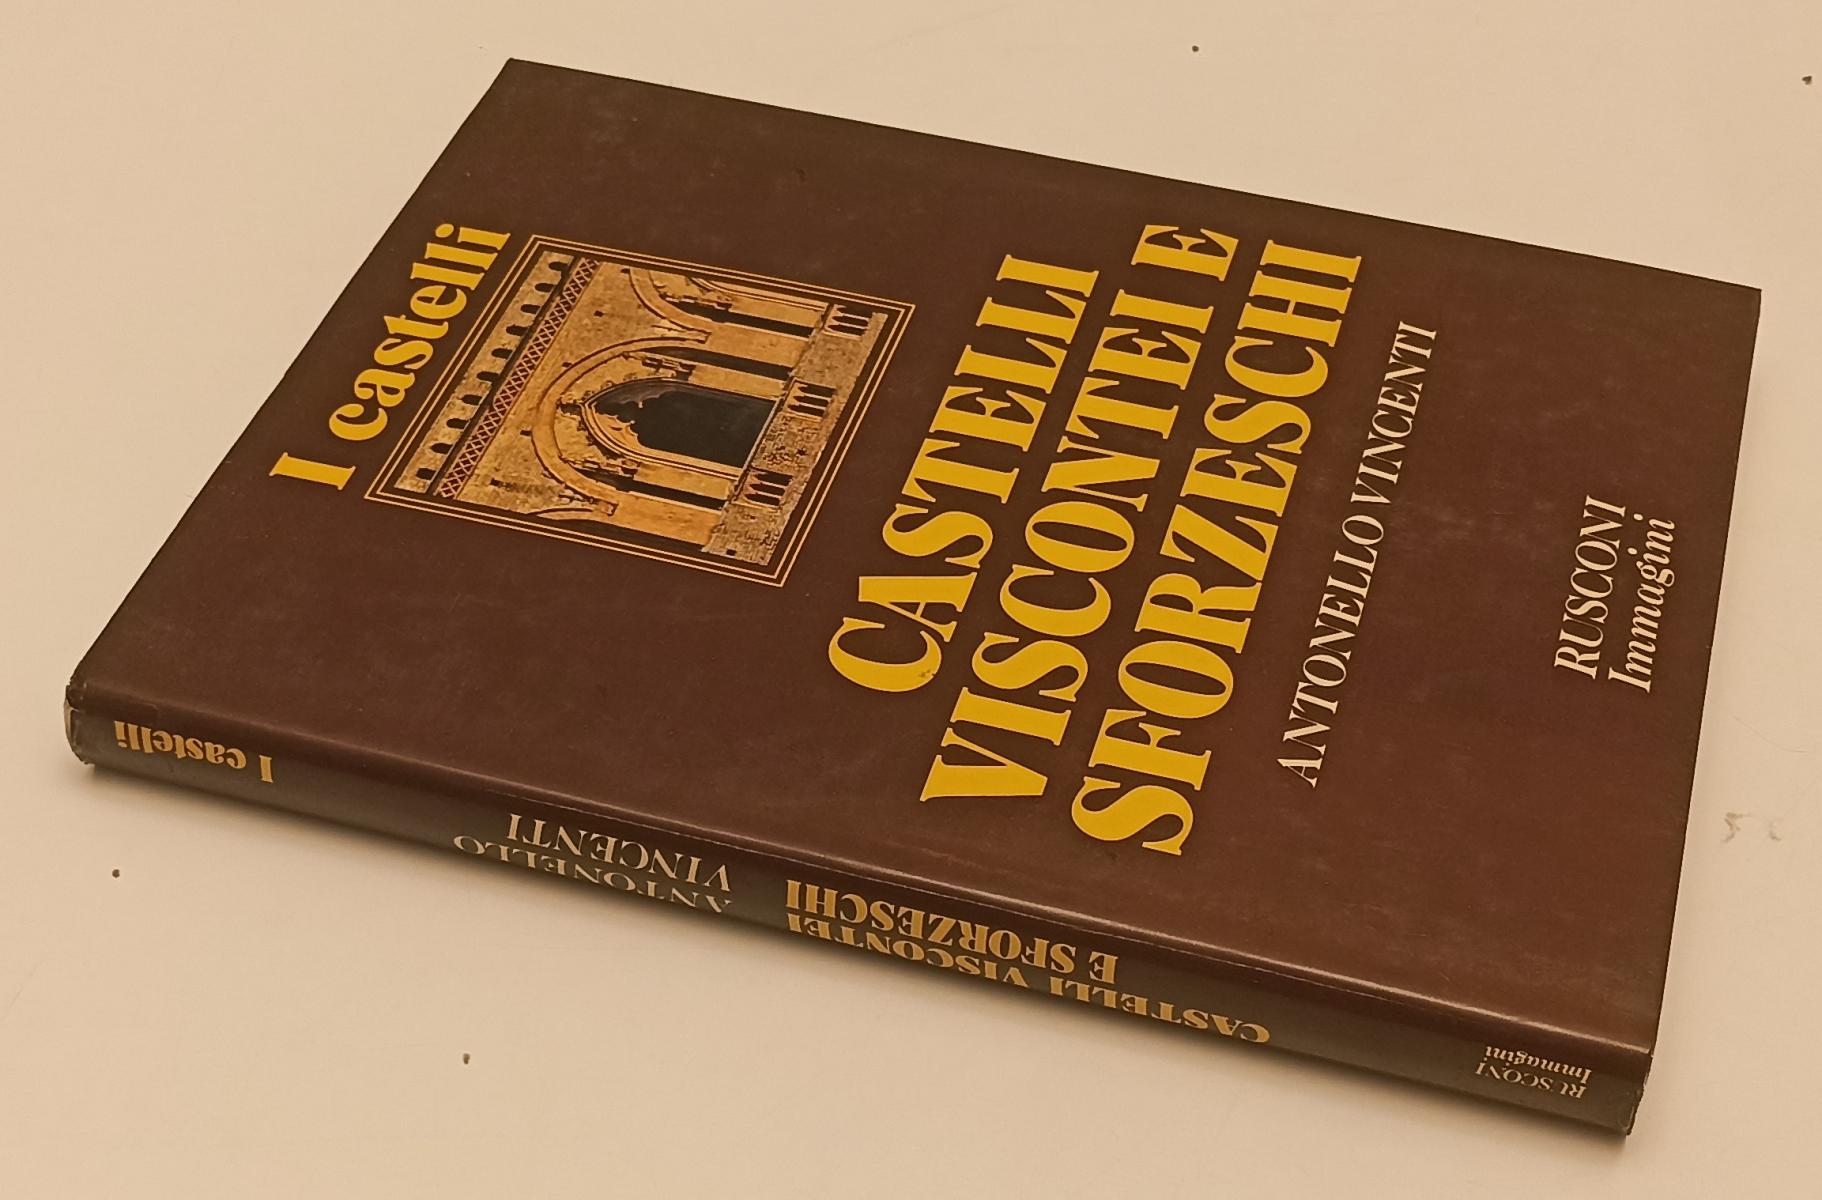 I castelli
CASTELLI
VISCONTEI E
SFORZESCHI
ANTONELLO VINCENTI
RUSCONI
Immagini
I castelli
ANTONELLO
VINCENTI
CASTELLI VISCONTEI
E SFORZESCHI
RUSCONI
Immagini